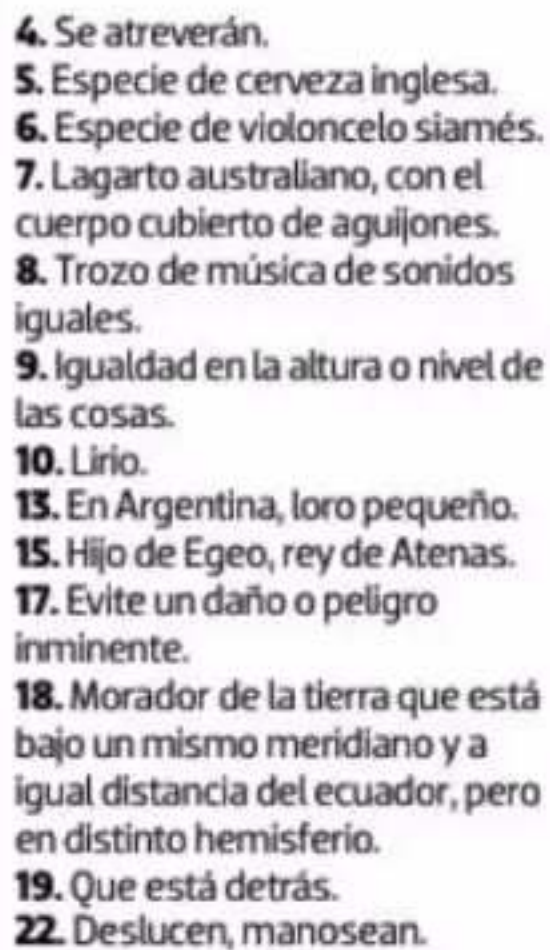 4. Se atreverán.
5. Especie de cerveza inglesa.
6. Especie de violoncelo siamés.
7. Lagarto australiano, con el
cuerpo cubierto de aguijones.
8. Trozo de música de sonidos
iguales.
9. Igualdad en la altura o nivel de
las cosas.
10. Lirio.
13. En Argentina, loro pequeño.
15. Hijo de Egeo, rey de Atenas.
17. Evite un daño o peligro
inminente.
18. Morador de la tierra que está
bajo un mismo meridiano y a
igual distancia del ecuador, pero
en distinto hemisferio.
19. Que está detrás.
22. Deslucen, manosean.